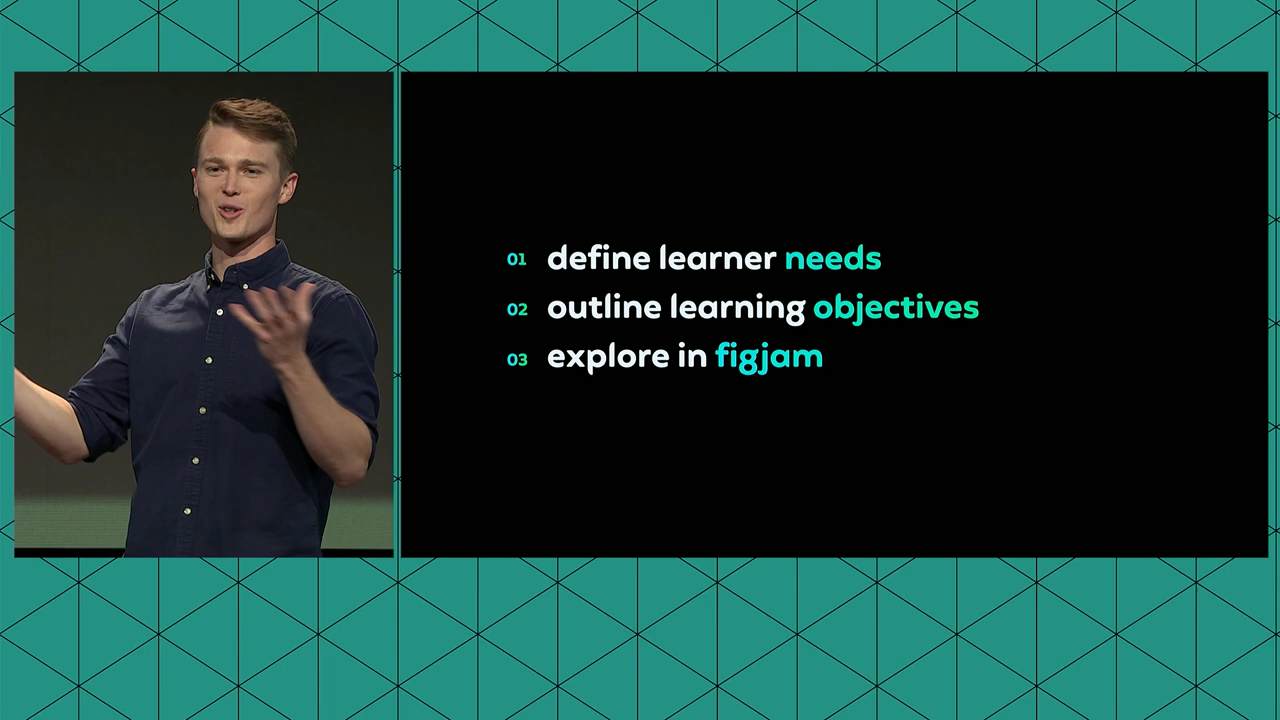 01 define learner needs
02 outline learning objectives
03 explore in figjam